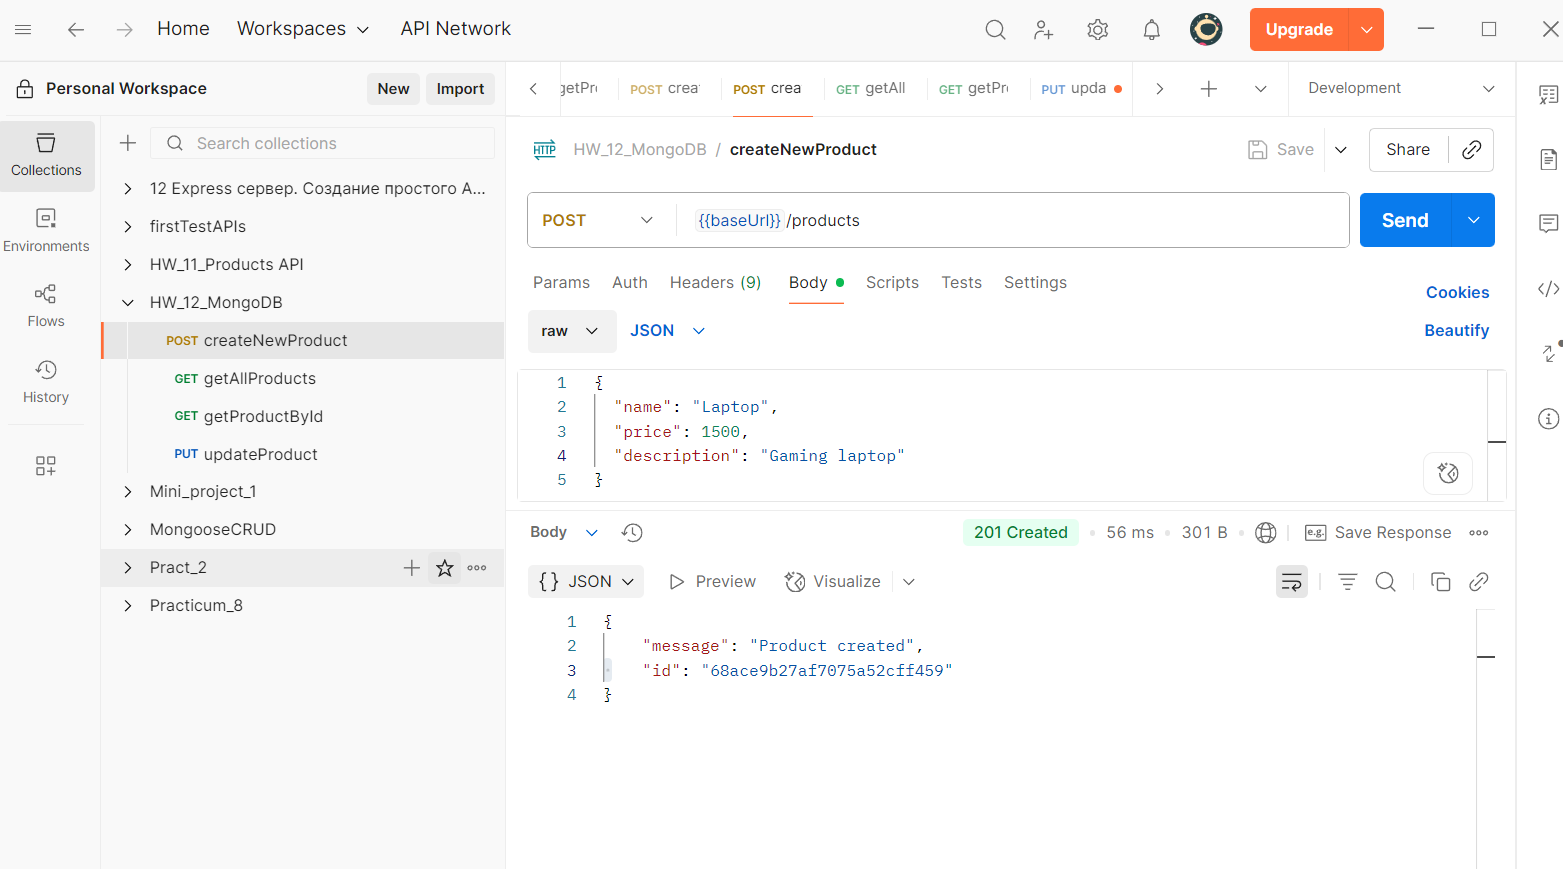 Home Workspaces API Network Upgrade
Personal Workspace New Import
getPr POST crea POST crea GET getAll GET getPr PUT upda Development
Collections
Environments
Flows
History
Search collections
12 Express сервер. Создание простого А...
firstTestAPIs
HW_11_Products API
HW_12_MongoDB
POST createNewProduct
GET getAllProducts
GET getProductById
PUT updateProduct
Mini_project_1
MongooseCRUD
Pract_2
Practicum_8
HTTP HW_12_MongoDB / createNewProduct Save Share
POST {{baseUrl}} /products Send
Params Auth Headers (9) Body Scripts Tests Settings Cookies
raw JSON Beautify
1 {
2 "name": "Laptop",
3 "price": 1500,
4 "description": "Gaming laptop"
5 }
Body 201 Created 56 ms 301 B e.g. Save Response
{} JSON Preview Visualize
1 {
2 "message": "Product created",
3 "id": "68ace9b27af7075a52cff459"
4 }